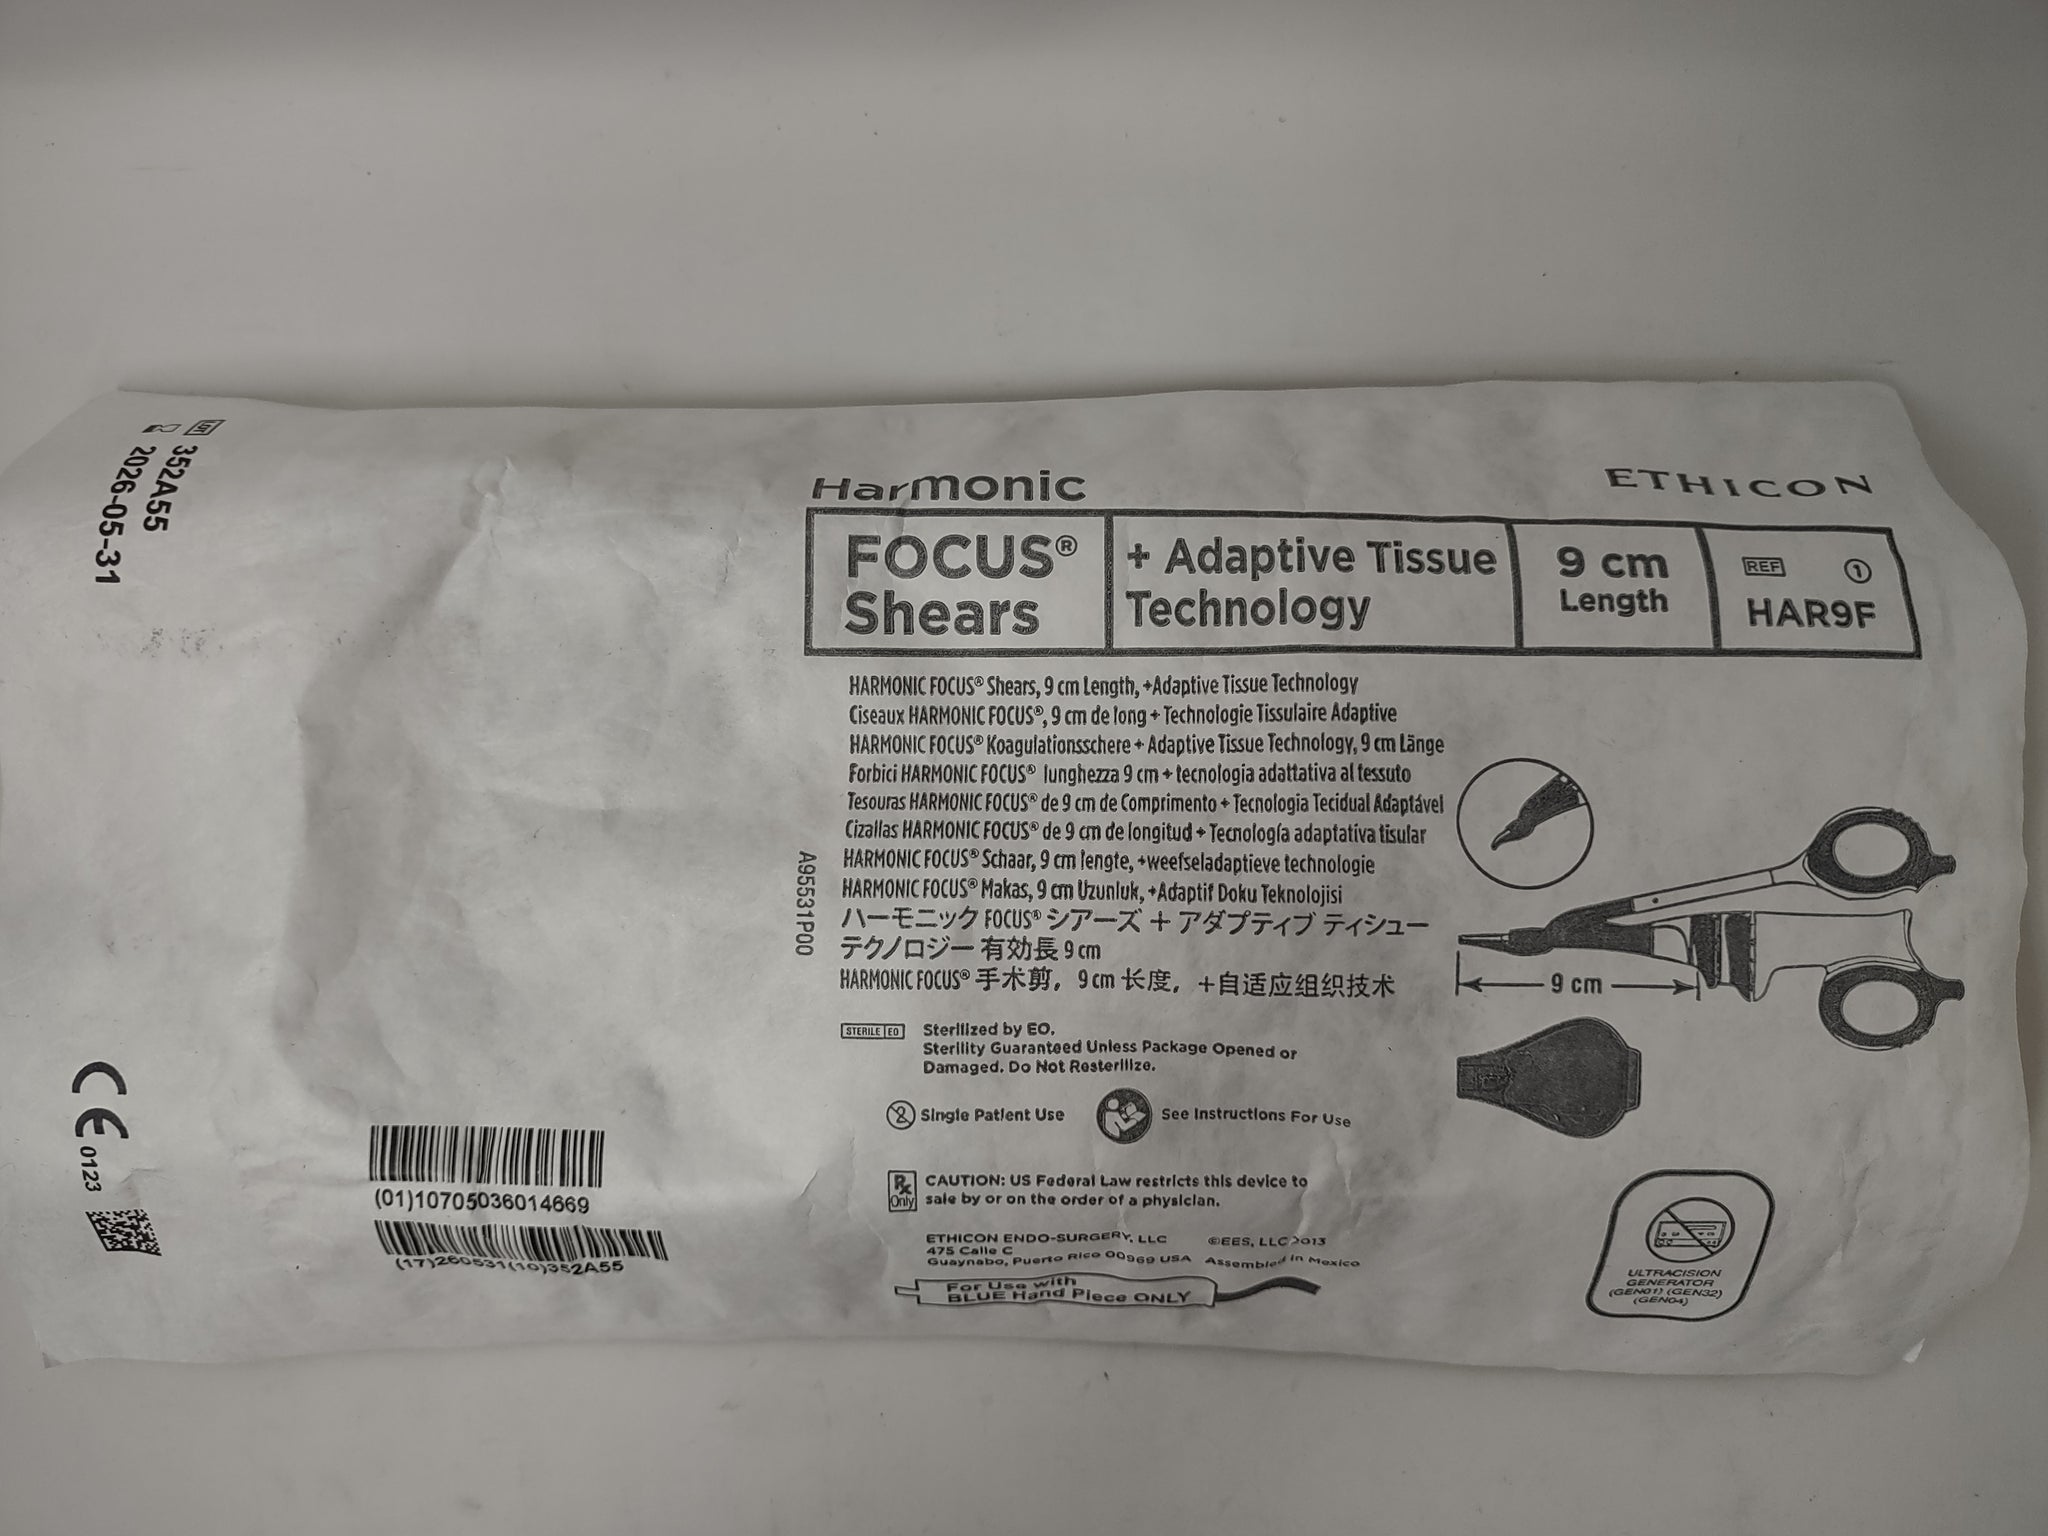 352A55
2026-05-31
Harmonic
ETHICON
FOCUS®
Shears
+ Adaptive Tissue
Technology
9 cm
Length
REF
1
HAR9F
HARMONIC FOCUS® Shears, 9 cm Length, +Adaptive Tissue Technology
Ciseaux HARMONIC FOCUS®, 9 cm de long + Technologie Tissulaire Adaptive
HARMONIC FOCUS® Koagulationsschere + Adaptive Tissue Technology, 9 cm Länge
Forbici HARMONIC FOCUS® lunghezza 9 cm + tecnologia adattativa al tessuto
Tesouras HARMONIC FOCUS® de 9 cm de Comprimento + Tecnologia Tecidual Adaptável
Cizallas HARMONIC FOCUS® de 9 cm de longitud + Tecnología adaptativa tisular
HARMONIC FOCUS® Schaar, 9 cm lengte, +weefseladaptieve technologie
HARMONIC FOCUS® Makas, 9 cm Uzunluk, +Adaptif Doku Teknolojisi
ハーモニック FOCUS® シアーズ + アダプティブ ティシュー
テクノロジー 有効長 9 cm
HARMONIC FOCUS® 手术剪，9 cm 长度，+自适应组织技术
A95531P00
9 cm
STERILE EO
Sterilized by EO.
Sterility Guaranteed Unless Package Opened or
Damaged. Do Not Resterilize.
2
Single Patient Use
See Instructions For Use
Rx
Only
CAUTION: US Federal Law restricts this device to
sale by or on the order of a physician.
ETHICON ENDO-SURGERY, LLC
475 Calle C
Guaynabo, Puerto Rico 00969 USA
©EES, LLC 2013
Assembled in Mexico
For Use with
BLUE Hand Piece ONLY
ULTRACISION
GENERATOR
(GEN01) (GEN32)
(GEN04)
CE
0123
(01)10705036014669
(17)260531(10)352A55